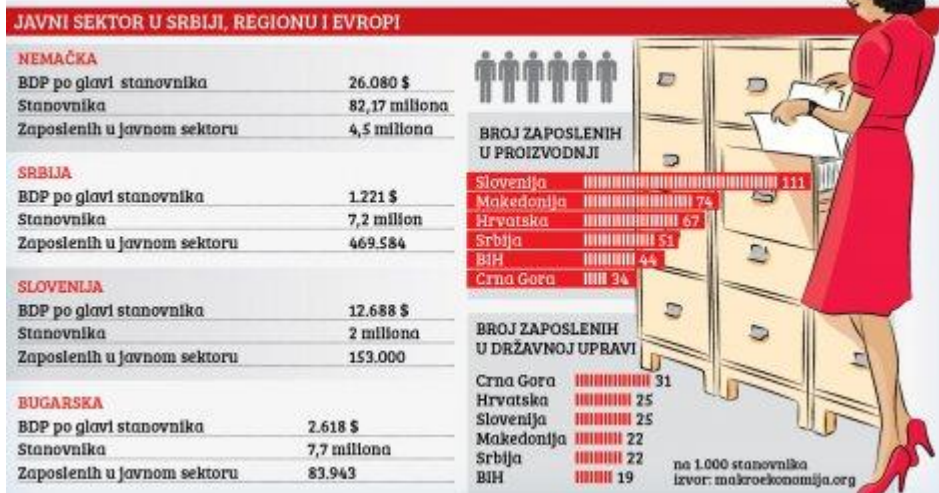 JAVNI SEKTOR U SRBIJI, REGIONU I EVROPI
NEMAČKA
BDP po glavi stanovnika 26.080 $
Stanovnika 82,17 miliona
Zaposlenih u javnom sektoru 4,5 miliona
SRBIJA
BDP po glavi stanovnika 1.221 $
Stanovnika 7,2 milion
Zaposlenih u javnom sektoru 469.584
SLOVENIJA
BDP po glavi stanovnika 12.688 $
Stanovnika 2 miliona
Zaposlenih u javnom sektoru 153.000
BUGARSKA
BDP po glavi stanovnika 2.618 $
Stanovnika 7,7 miliona
Zaposlenih u javnom sektoru 83.943
BROJ ZAPOSLENIH
U PROIZVODNJI
Slovenija 111
Makedonija 74
Hrvatska 67
Srbija 51
BIH 44
Crna Gora 34
BROJ ZAPOSLENIH
U DRŽAVNOJ UPRAVI
Crna Gora 31
Hrvatska 25
Slovenija 25
Makedonija 22
Srbija 22
BIH 19
na 1.000 stanovnika
izvor: makroekonomija.org